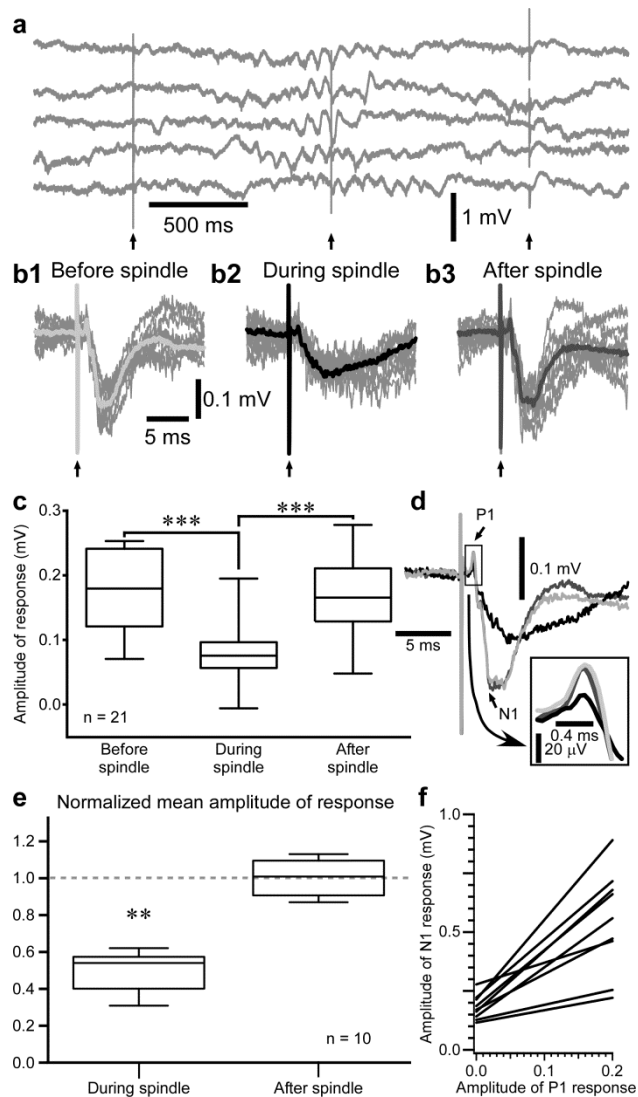 a
500 ms
1 mV
b1 Before spindle
b2 During spindle
b3 After spindle
0.1 mV
5 ms
c
Amplitude of response (mV)
0.3
0.2
0.1
0.0
***
***
n = 21
Before
spindle
During
spindle
After
spindle
d
P1
0.1 mV
5 ms
N1
0.4 ms
20 µV
e
Normalized mean amplitude of response
1.2
1.0
0.8
0.6
0.4
0.2
0.0
**
n = 10
During spindle
After spindle
f
Amplitude of N1 response (mV)
1.0
0.5
0.0
0.0
0.1
0.2
Amplitude of P1 response